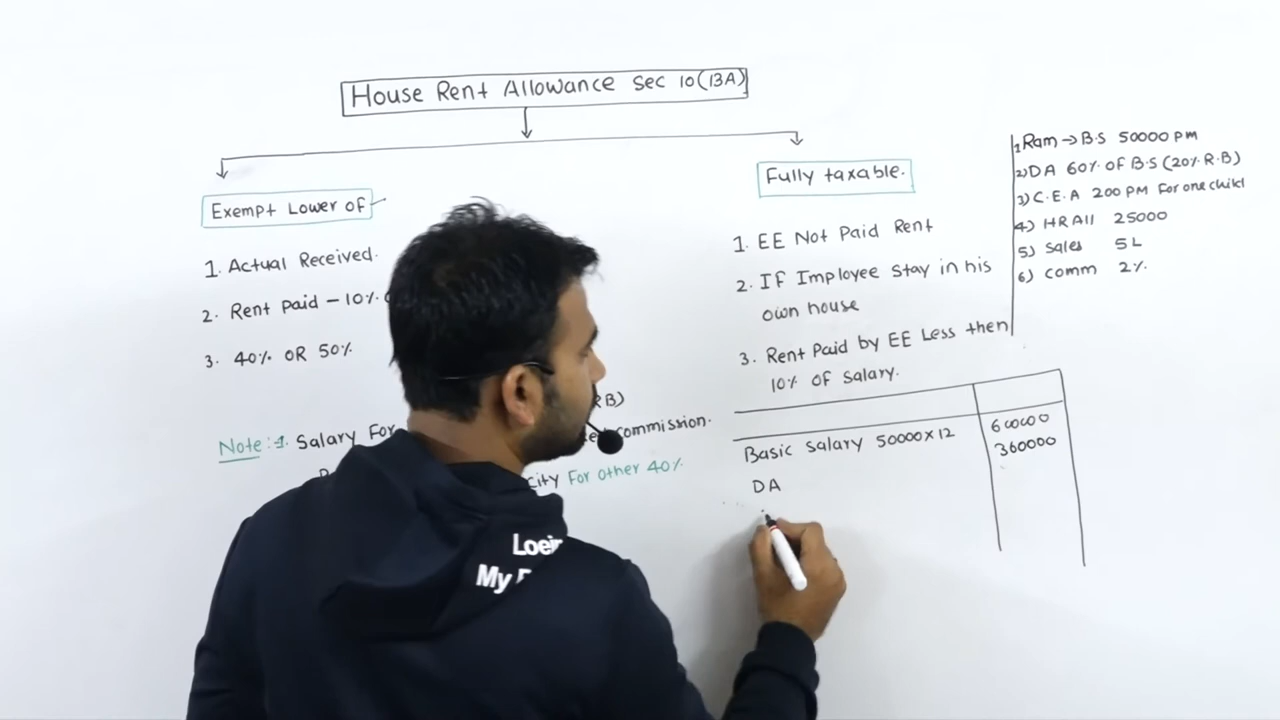 House Rent Allowance Sec 10(13A)
Exempt Lower of
1. Actual Received.
2. Rent Paid – 10%
3. 40% OR 50%
RB)
Note :-1. Salary For commission.
city For other 40%
Fully taxable.
1. EE Not Paid Rent
2. If Imployee Stay in his
own house
3. Rent Paid by EE Less then
10% of Salary.
1) Ram → B.S 50000 PM
2) DA 60% OF B.S (20% R.B)
3) C.E.A 200 PM For one child
4) HR All 25000
5) Sales 5L
6) Comm 2%
Basic Salary 50000×12 600000
DA 360000
Loein
My